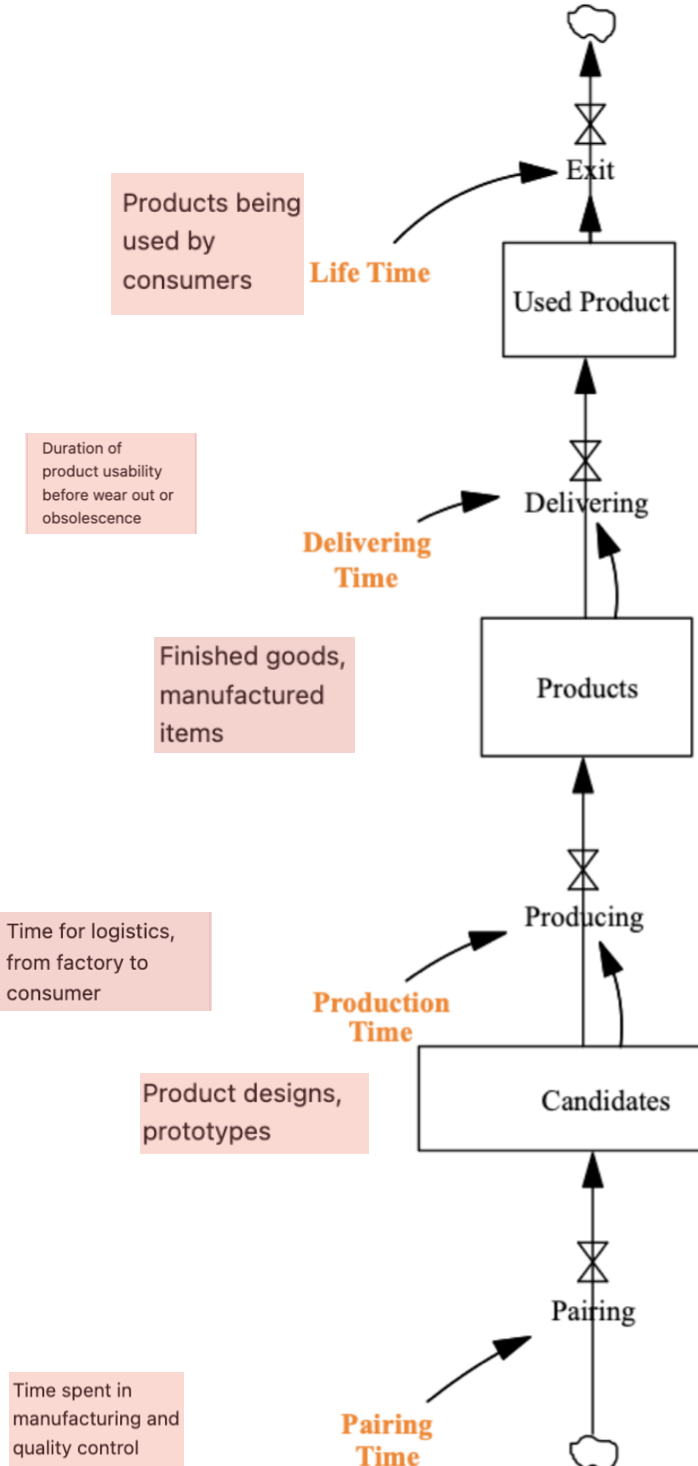 Exit
Products being
used by
consumers
Life Time
Used Product
Duration of
product usability
before wear out or
obsolescence
Delivering
Delivering
Time
Finished goods,
manufactured
items
Products
Time for logistics,
from factory to
consumer
Producing
Production
Time
Product designs,
prototypes
Candidates
Pairing
Time spent in
manufacturing and
quality control
Pairing
Time